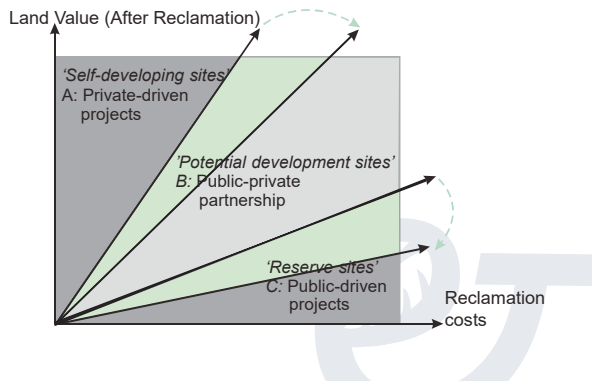 Land Value (After Reclamation)
'Self-developing sites'
A: Private-driven
projects
'Potential development sites'
B: Public-private
partnership
'Reserve sites'
C: Public-driven
projects
Reclamation
costs